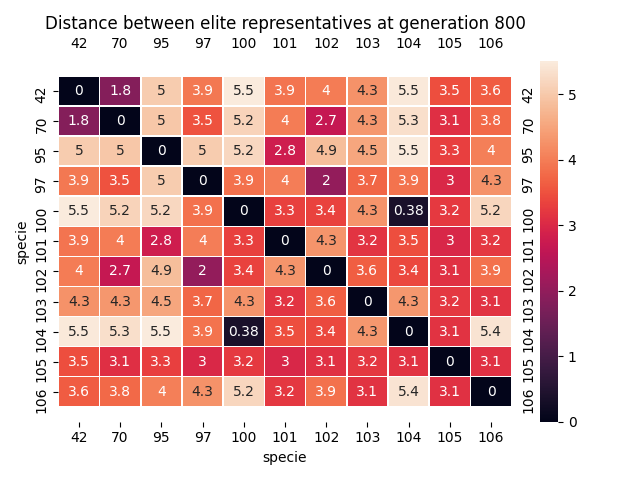 Distance between elite representatives at generation 800
42 70 95 97 100 101 102 103 104 105 106
42 0 1.8 5 3.9 5.5 3.9 4 4.3 5.5 3.5 3.6 42
70 1.8 0 5 3.5 5.2 4 2.7 4.3 5.3 3.1 3.8 70
95 5 5 0 5 5.2 2.8 4.9 4.5 5.5 3.3 4 95
97 3.9 3.5 5 0 3.9 4 2 3.7 3.9 3 4.3 97
100 5.5 5.2 5.2 3.9 0 3.3 3.4 4.3 0.38 3.2 5.2 100
101 3.9 4 2.8 4 3.3 0 4.3 3.2 3.5 3 3.2 101
102 4 2.7 4.9 2 3.4 4.3 0 3.6 3.4 3.1 3.9 102
103 4.3 4.3 4.5 3.7 4.3 3.2 3.6 0 4.3 3.2 3.1 103
104 5.5 5.3 5.5 3.9 0.38 3.5 3.4 4.3 0 3.1 5.4 104
105 3.5 3.1 3.3 3 3.2 3 3.1 3.2 3.1 0 3.1 105
106 3.6 3.8 4 4.3 5.2 3.2 3.9 3.1 5.4 3.1 0 106
42 70 95 97 100 101 102 103 104 105 106
specie
specie
5
4
3
2
1
0